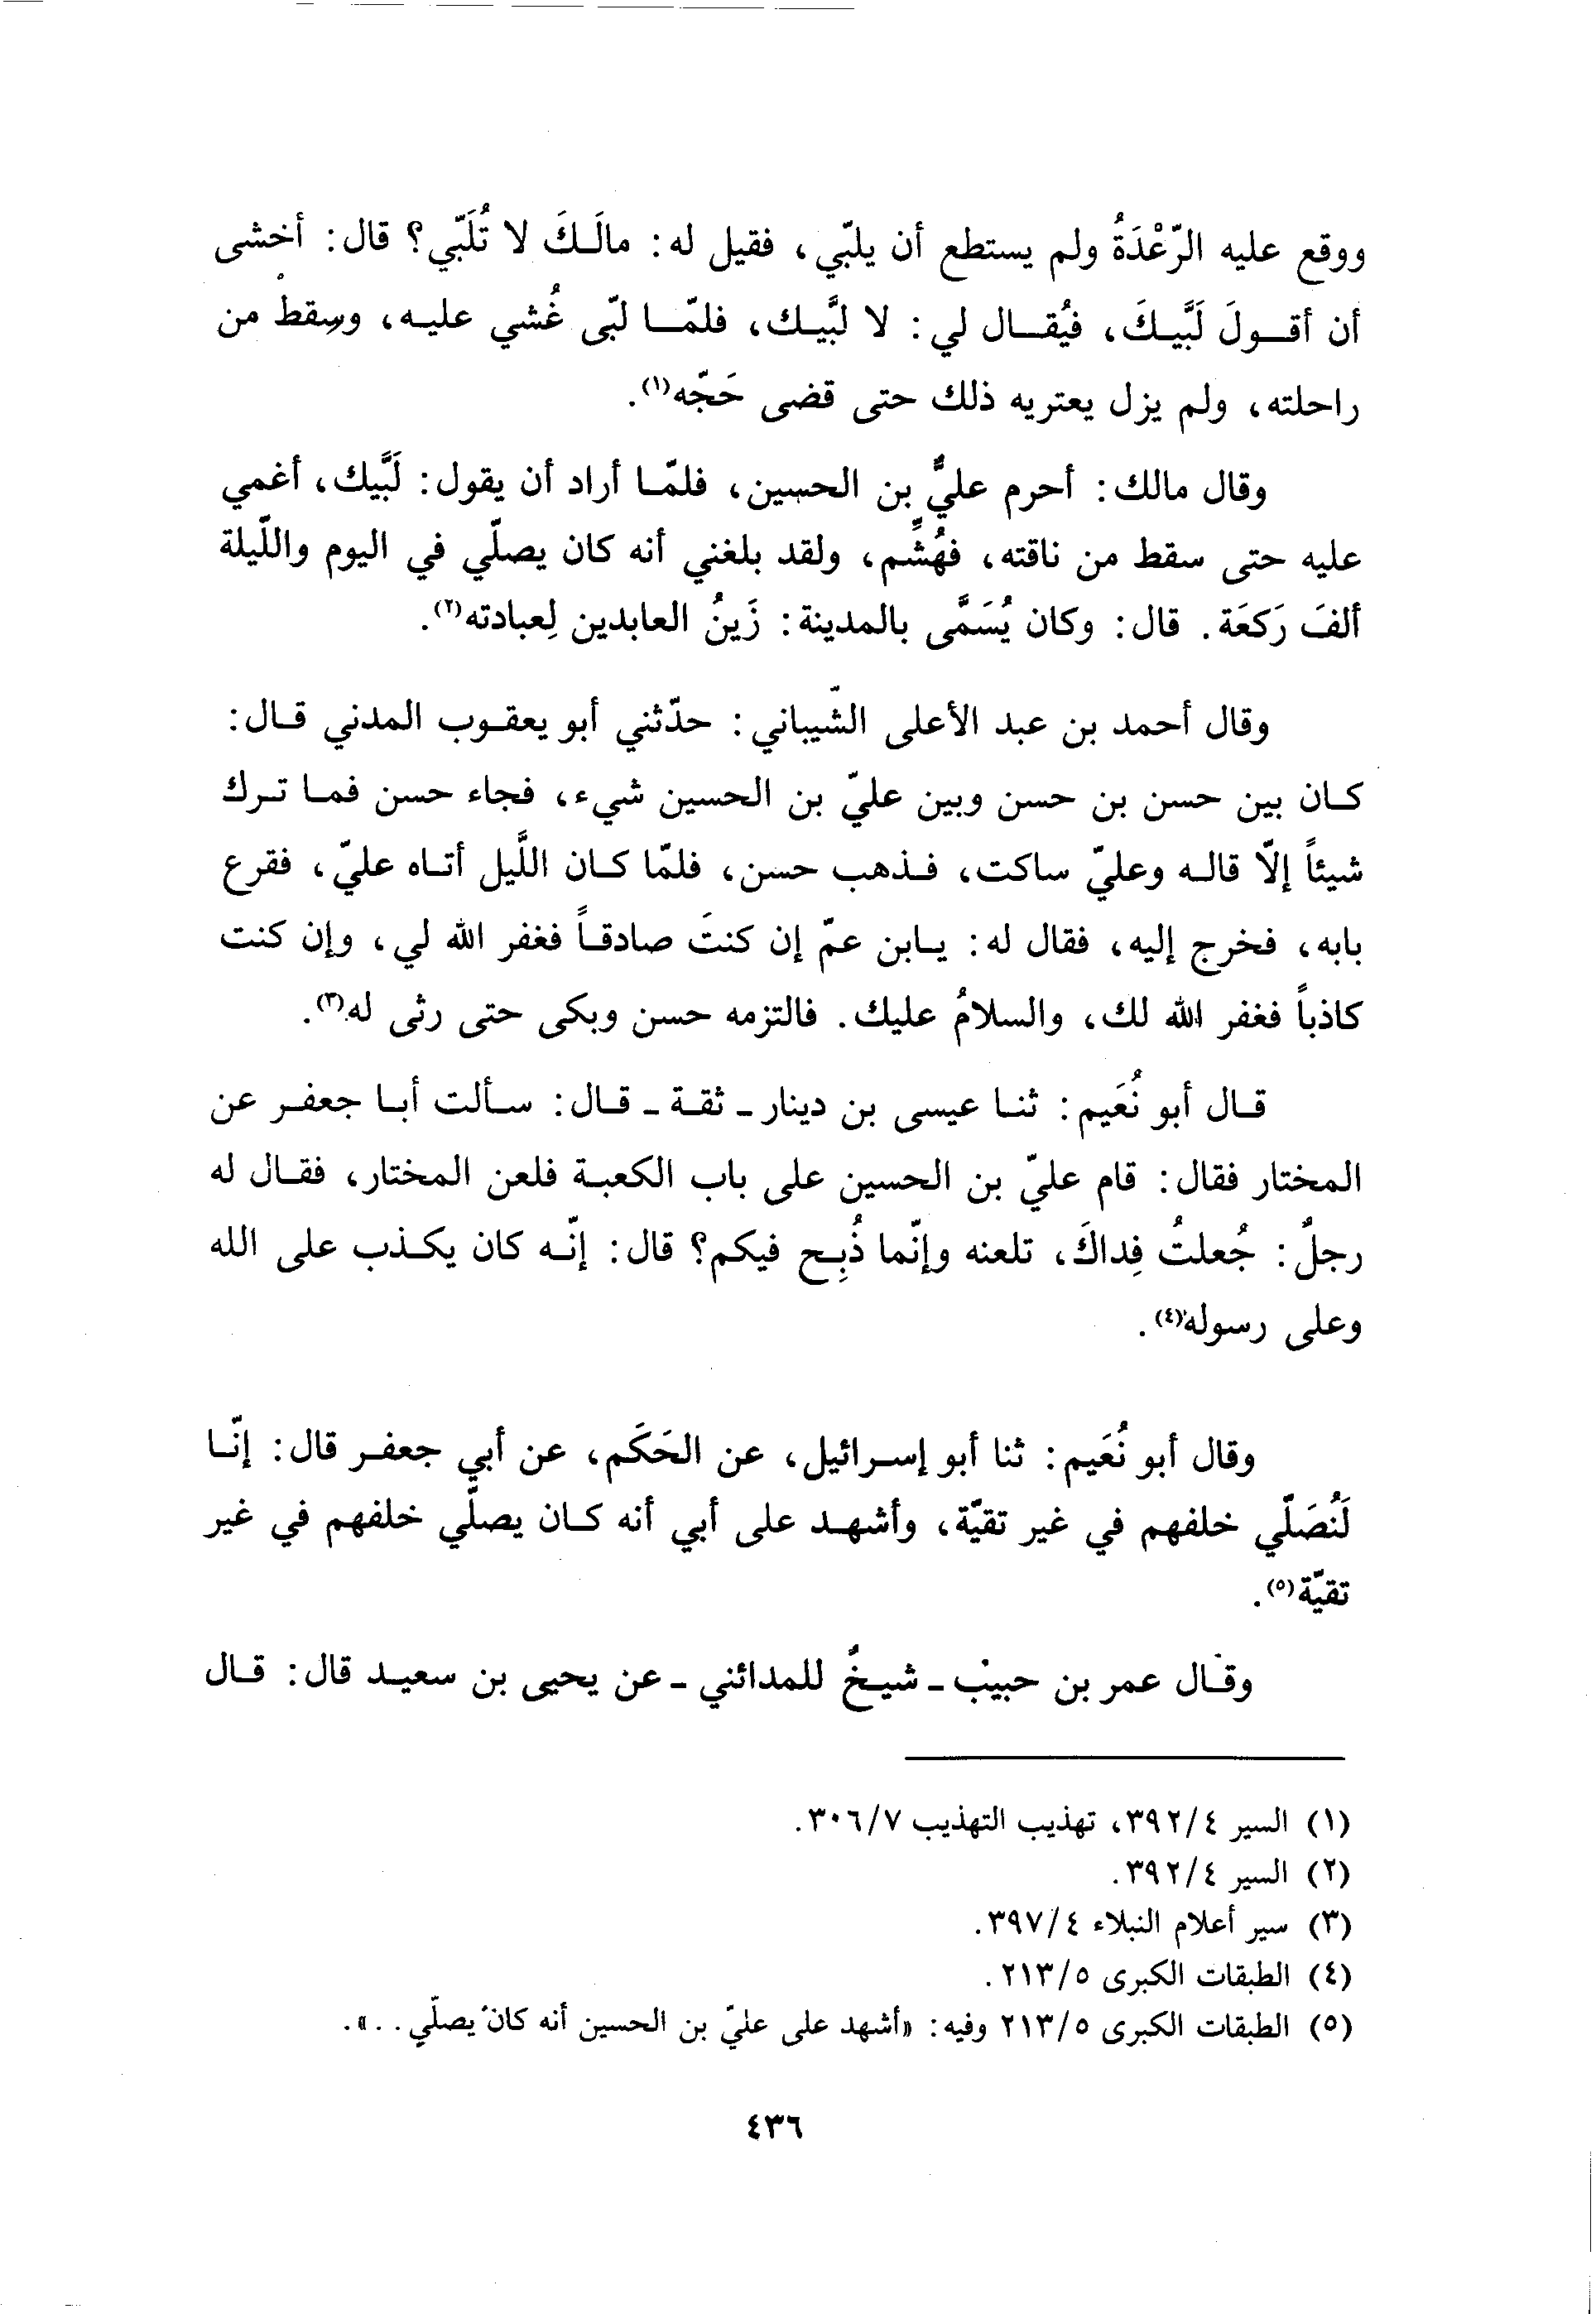 ووقع عليه الرّعْدَةُ ولم يستطع أن يلبّي، فقيل له: مالَكَ لا تُلَبّي؟ قال: أخشى
أن أقول لَبَّيكَ، فيُقال لي: لا لبَّيك، فلمّا لبّى غُشي عليه، وسقط من
راحلته، ولم يزل يعتريه ذلك حتى قضى حَجّه(١).
وقال مالك: أحرم عليٌّ بن الحسين، فلمّا أراد أن يقول: لَبَّيك، أغمي
عليه حتى سقط من ناقته، فهُشِّم، ولقد بلغني أنه كان يصلّي في اليوم واللّيلة
ألفَ رَكعَة. قال: وكان يُسَمَّى بالمدينة: زَينُ العابدين لِعبادته(٢).
وقال أحمد بن عبد الأعلى الشّيباني: حدّثني أبو يعقوب المدني قال:
كان بين حسن بن حسن وبين عليّ بن الحسين شيء، فجاء حسن فما ترك
شيئاً إلّا قاله وعليّ ساكت، فذهب حسن، فلمّا كان اللَّيل أتاه عليّ، فقرع
بابه، فخرج إليه، فقال له: يابن عمّ إن كنتَ صادقاً فغفر الله لي، وإن كنت
كاذباً فغفر الله لك، والسلامُ عليك. فالتزمه حسن وبكى حتى رثى له(٣).
قال أبو نُعَيم: ثنا عيسى بن دينار ـ ثقة ـ قال: سألت أبا جعفر عن
المختار فقال: قام عليّ بن الحسين على باب الكعبة فلعن المختار، فقال له
رجلٌ: جُعلتُ فِداكَ، تلعنه وإنّما ذُبِح فيكم؟ قال: إنّه كان يكذب على الله
وعلى رسوله(٤).
وقال أبو نُعَيم: ثنا أبو إسرائيل، عن الحَكَم، عن أبي جعفر قال: إنّا
لَنُصَلّي خلفهم في غير تقيّة، وأشهد على أبي أنه كان يصلّي خلفهم في غير
تقيّة(٥).
وقال عمر بن حبيب ـ شيخٌ للمدائني ـ عن يحيى بن سعيد قال: قال
(١) السير ٣٩٢/٤، تهذيب التهذيب ٣٠٦/٧.
(٢) السير ٣٩٢/٤.
(٣) سير أعلام النبلاء ٣٩٧/٤.
(٤) الطبقات الكبرى ٢١٣/٥.
(٥) الطبقات الكبرى ٢١٣/٥ وفيه: «أشهد على عليّ بن الحسين أنه كان يصلّي...».
٤٣٦